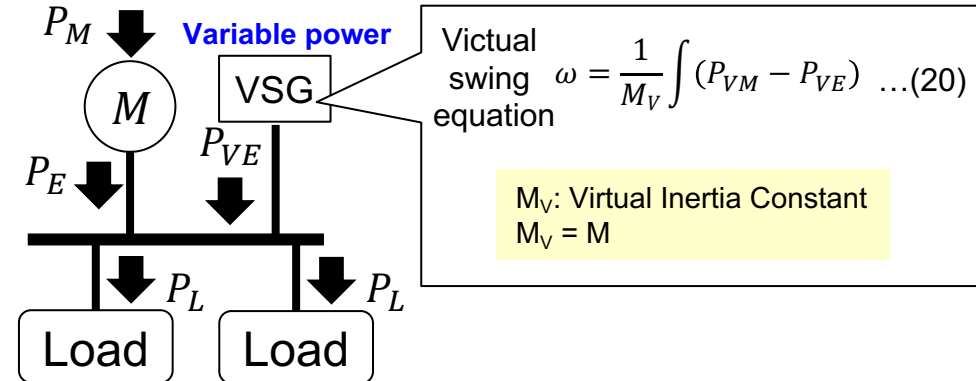 P_M
Variable power
M
VSG
P_E
P_VE
P_L
P_L
Load
Load
Victual
swing
equation
ω = 1/M_V ∫(P_VM − P_VE) …(20)
M_V: Virtual Inertia Constant
M_V = M